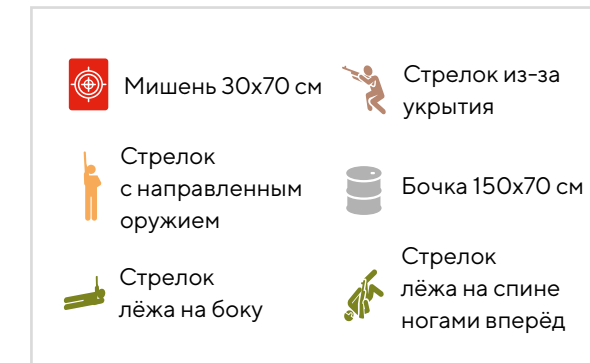 Мишень 30х70 см
Стрелок из-за
укрытия
Стрелок
с направленным
оружием
Бочка 150х70 см
Стрелок
лёжа на боку
Стрелок
лёжа на спине
ногами вперёд